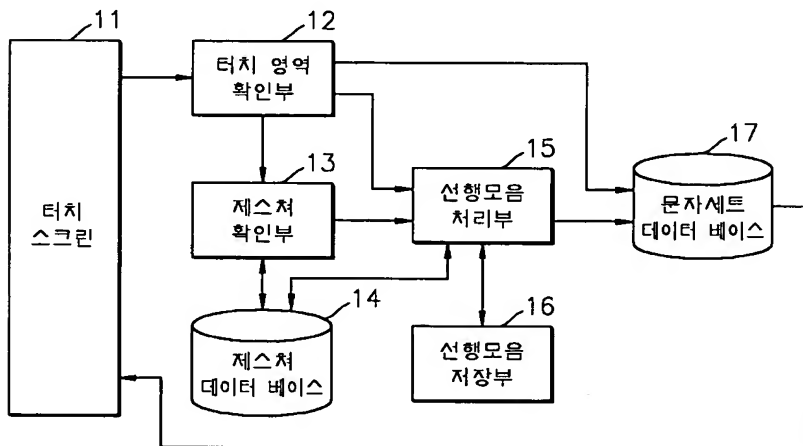 11
터치
스크린
12
터치 영역
확인부
13
제스쳐
확인부
14
제스쳐
데이터 베이스
15
선행모음
처리부
16
선행모음
저장부
17
문자세트
데이터 베이스